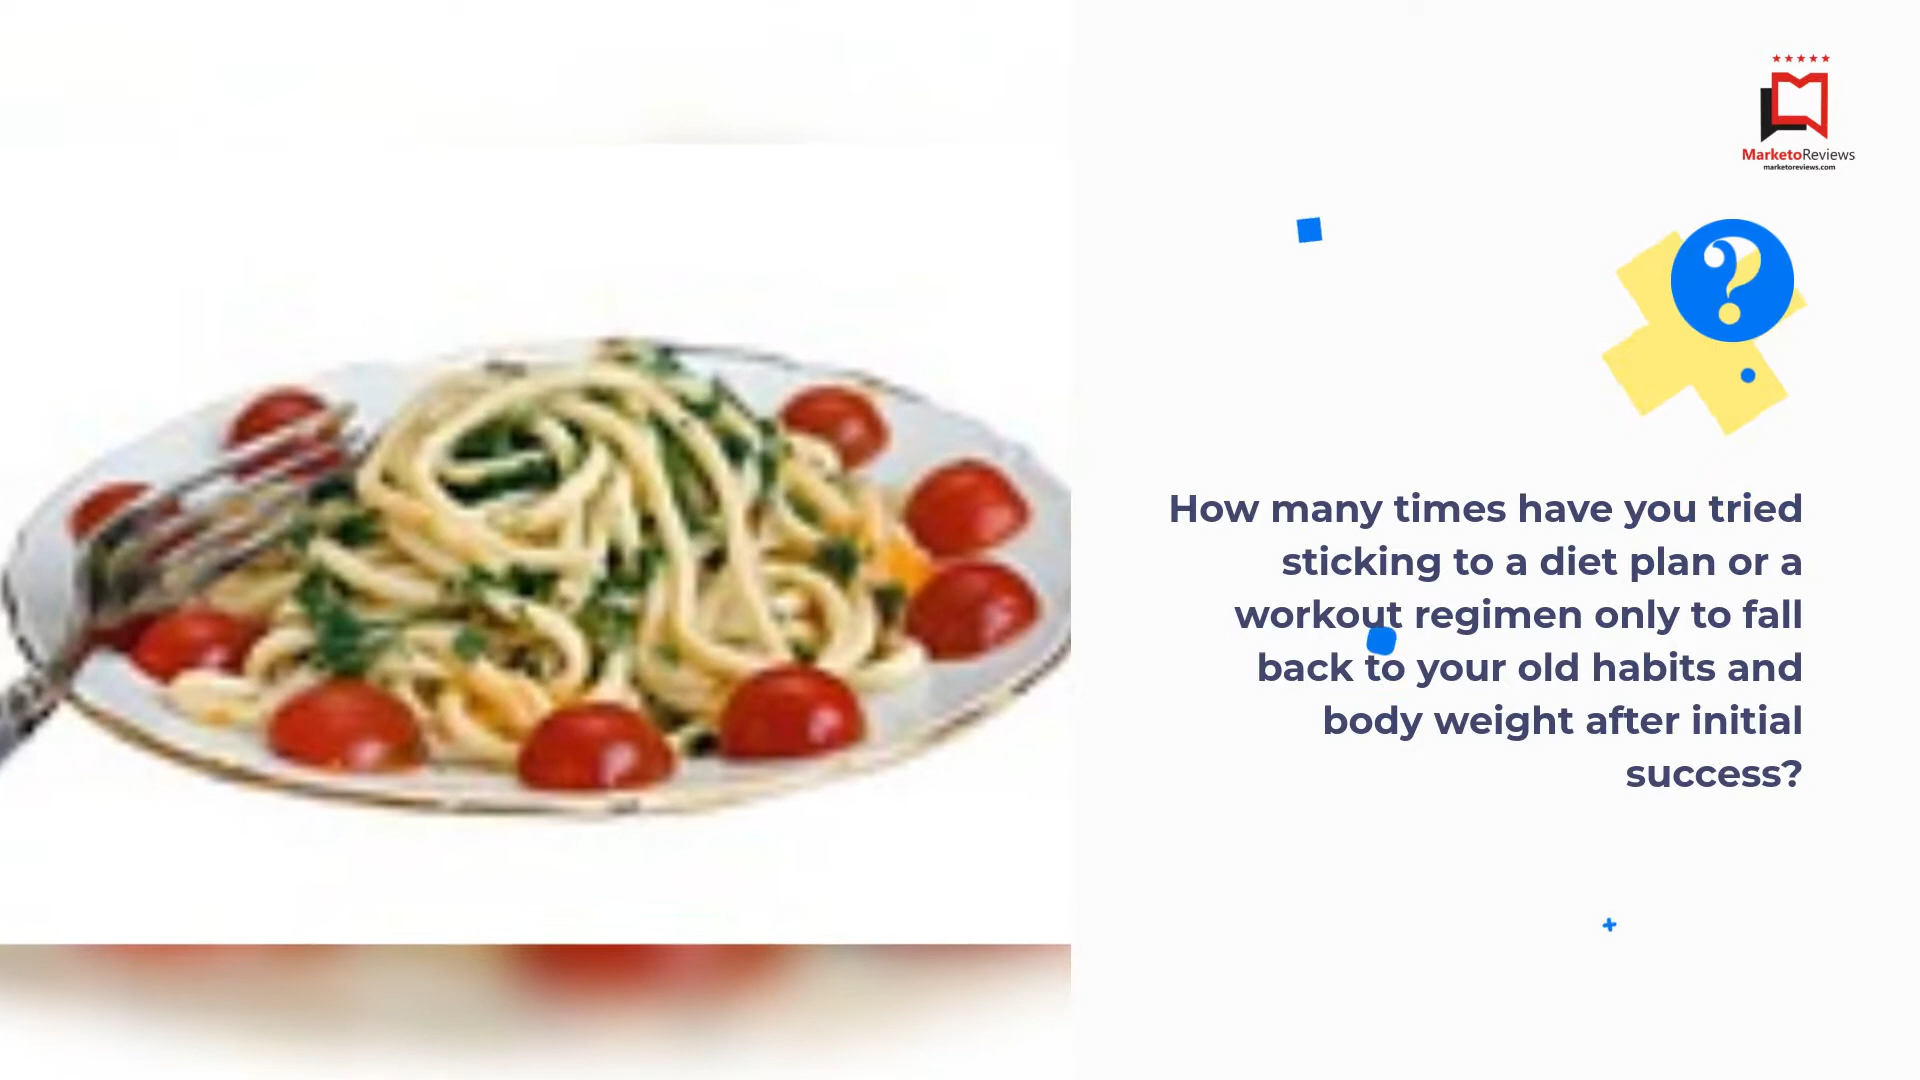 MarketoReviews
marketoreviews.com
?
How many times have you tried
sticking to a diet plan or a
workout regimen only to fall
back to your old habits and
body weight after initial
success?